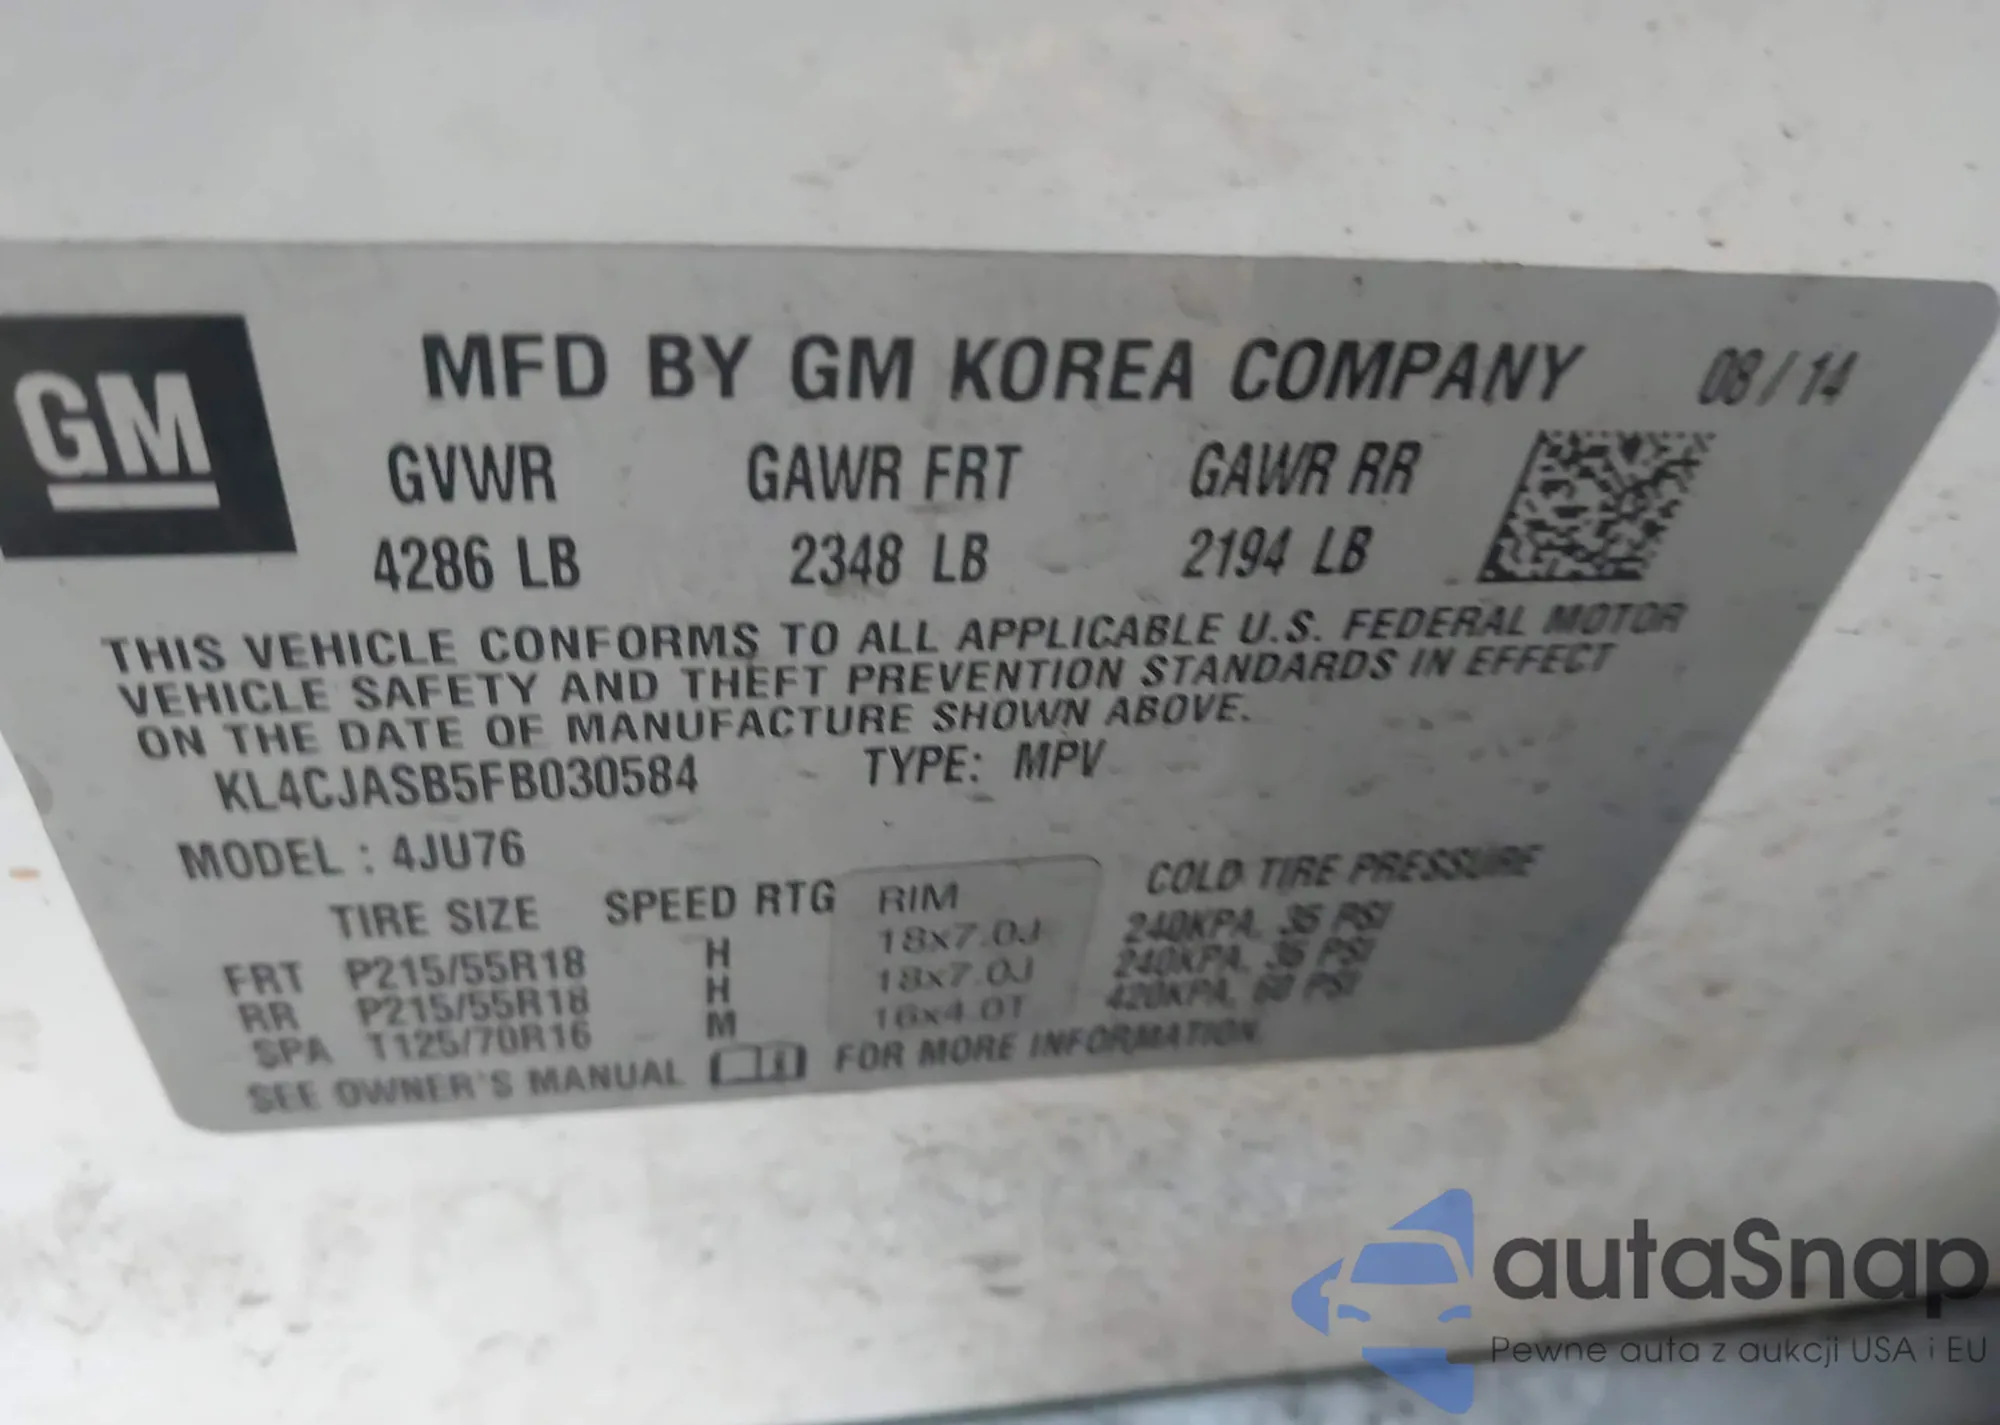 GM
MFD BY GM KOREA COMPANY 08/14
GVWR GAWR FRT GAWR RR
4286 LB 2348 LB 2194 LB
THIS VEHICLE CONFORMS TO ALL APPLICABLE U.S. FEDERAL MOTOR
VEHICLE SAFETY AND THEFT PREVENTION STANDARDS IN EFFECT
ON THE DATE OF MANUFACTURE SHOWN ABOVE.
KL4CJASB5FB030584 TYPE: MPV
MODEL : 4JU76
TIRE SIZE SPEED RTG RIM COLD TIRE PRESSURE
FRT P215/55R18 H 18x7.0J 240KPA, 35 PSI
RR P215/55R18 H 18x7.0J 240KPA, 35 PSI
SPA T125/70R16 M 16x4.0T 420KPA, 60 PSI
SEE OWNER'S MANUAL FOR MORE INFORMATION.
autaSnap
Pewne auta z aukcji USA i EU